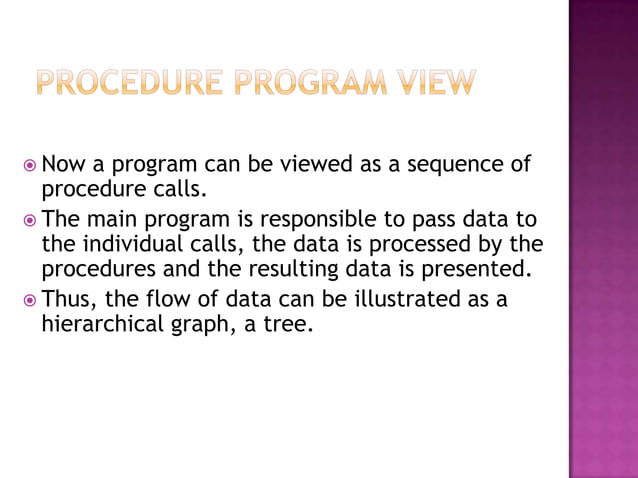 PROCEDURE PROGRAM VIEW
Now a program can be viewed as a sequence of
procedure calls.
The main program is responsible to pass data to
the individual calls, the data is processed by the
procedures and the resulting data is presented.
Thus, the flow of data can be illustrated as a
hierarchical graph, a tree.